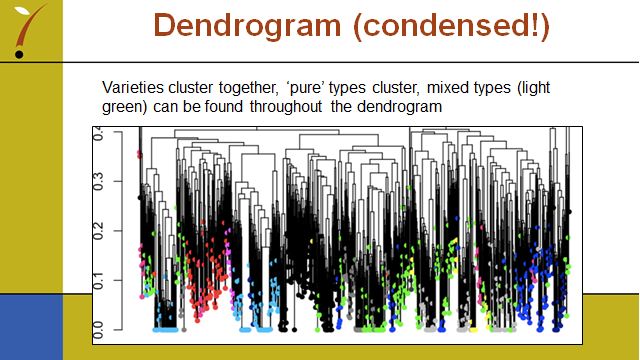 Dendrogram (condensed!)
Varieties cluster together, ‘pure’ types cluster, mixed types (light
green) can be found throughout the dendrogram
0.4
0.3
0.2
0.1
0.0